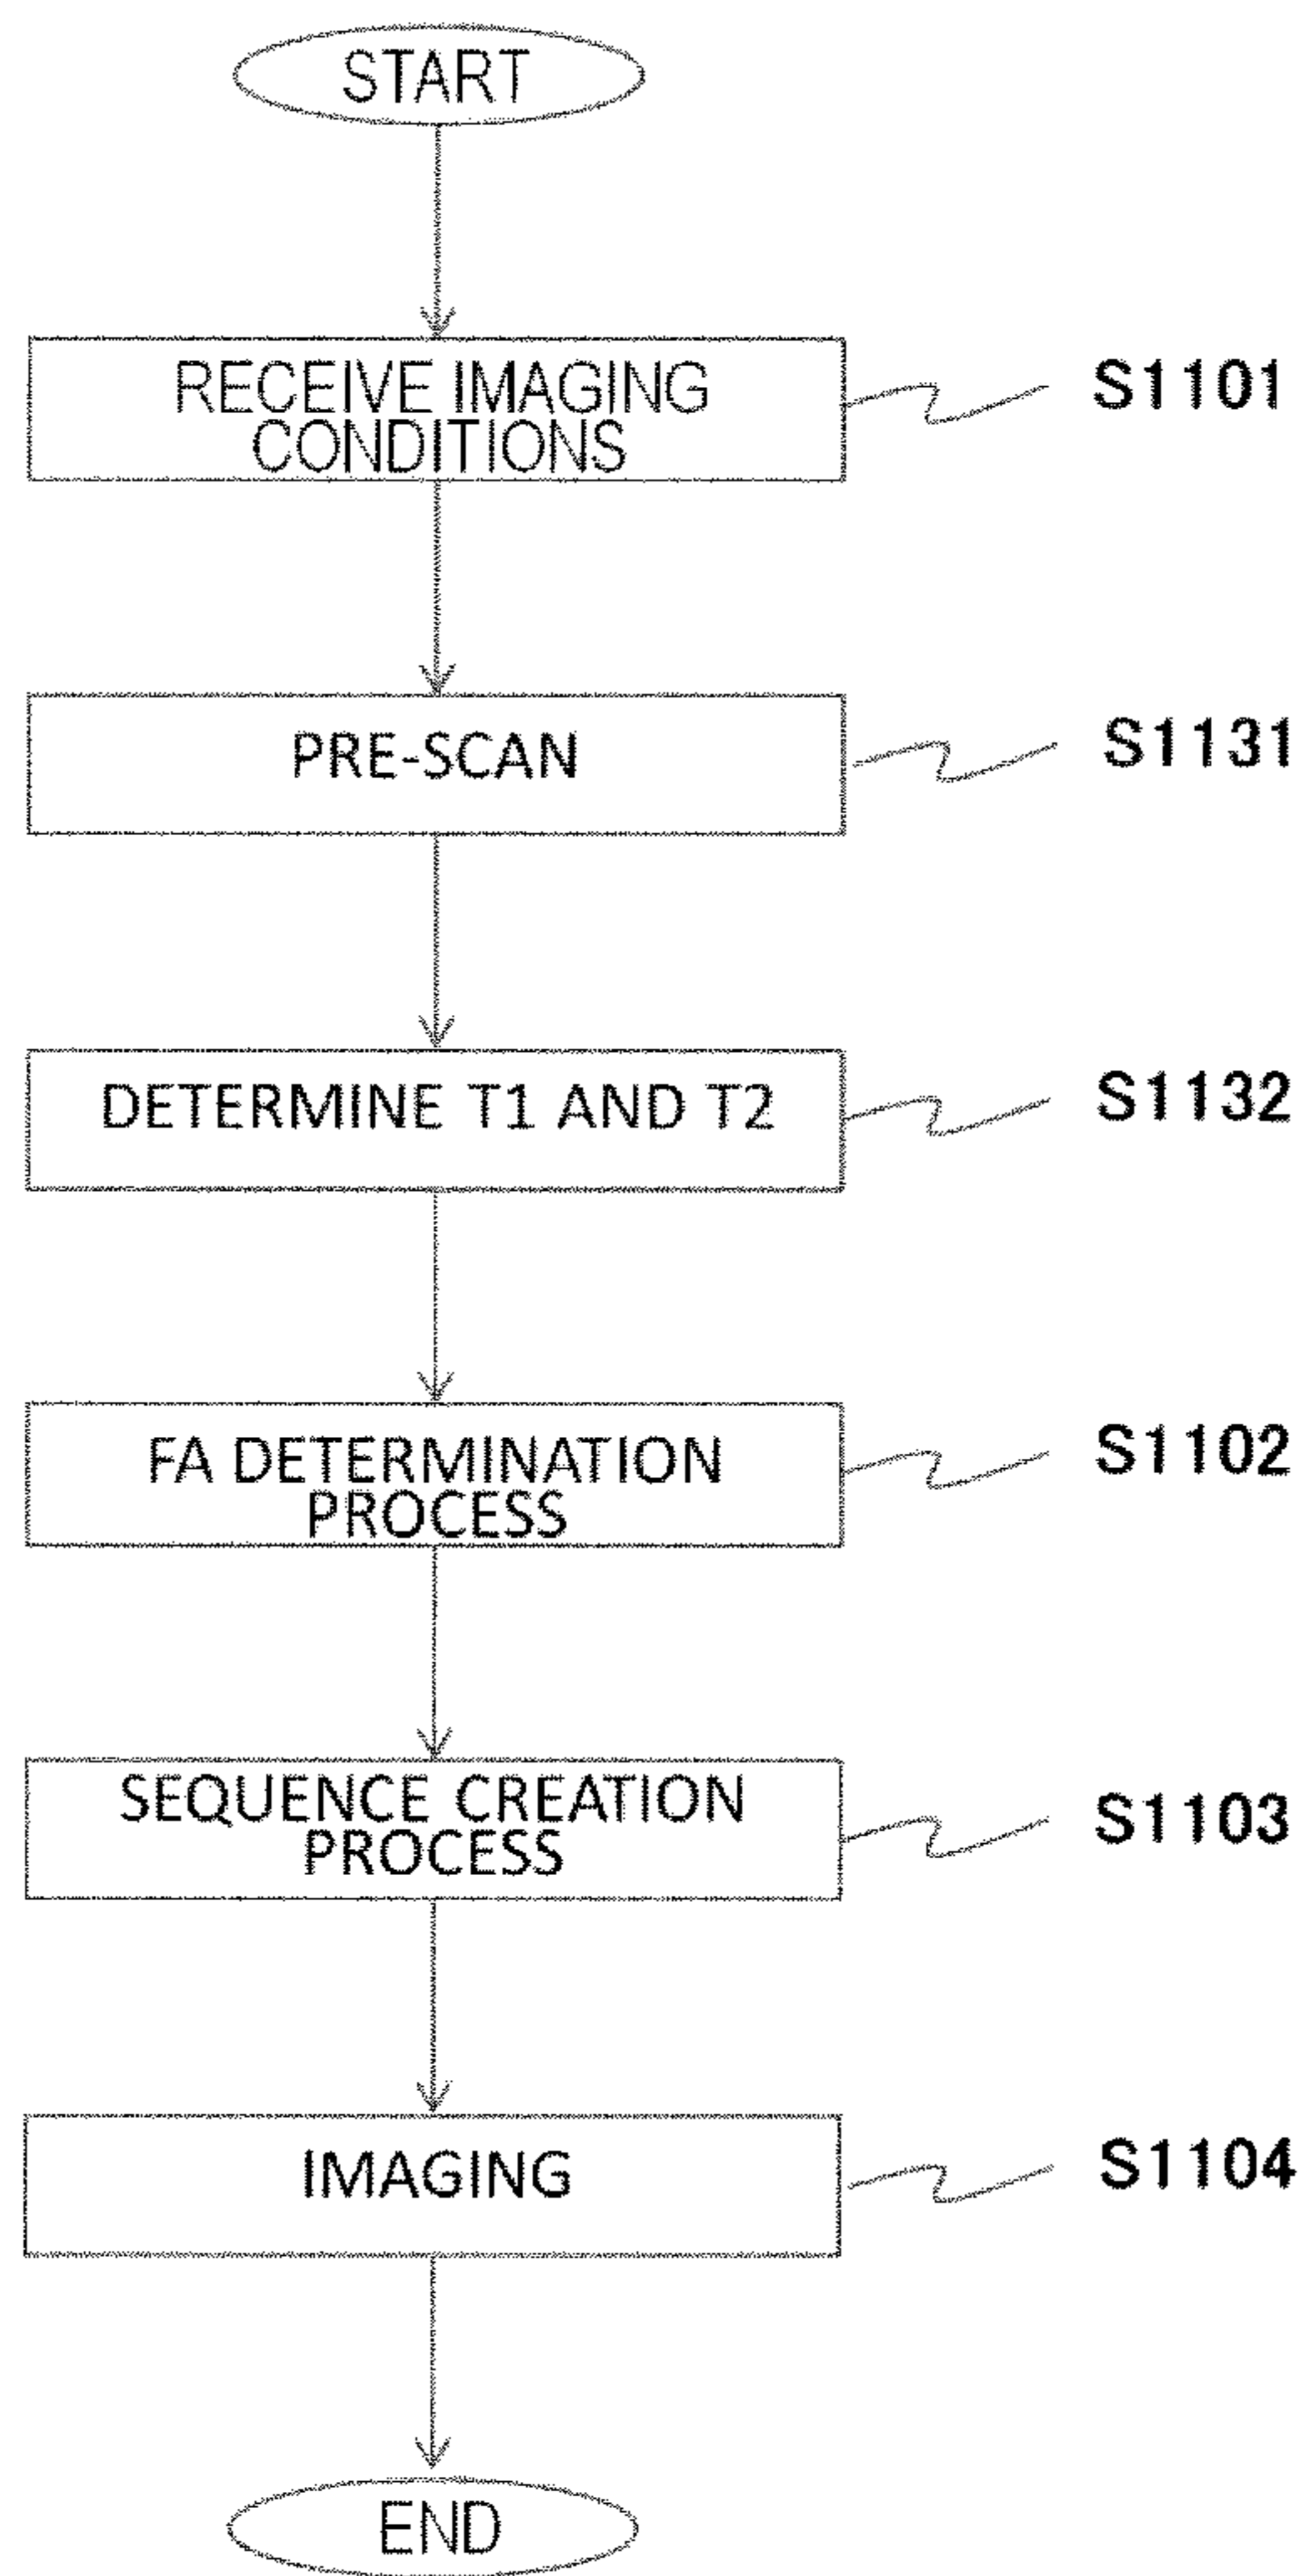 START
RECEIVE IMAGING
CONDITIONS
S1101
PRE-SCAN
S1131
DETERMINE T1 AND T2
S1132
FA DETERMINATION
PROCESS
S1102
SEQUENCE CREATION
PROCESS
S1103
IMAGING
S1104
END